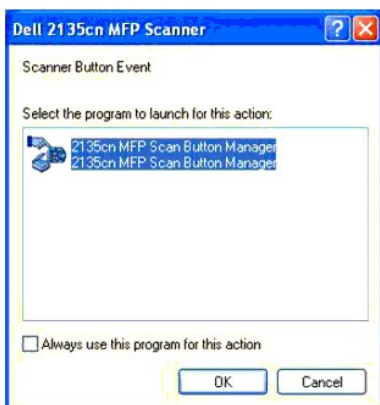 Dell 2135cn MFP Scanner
Scanner Button Event
Select the program to launch for this action:
2135cn MFP Scan Button Manager
2135cn MFP Scan Button Manager
Always use this program for this action
OK Cancel